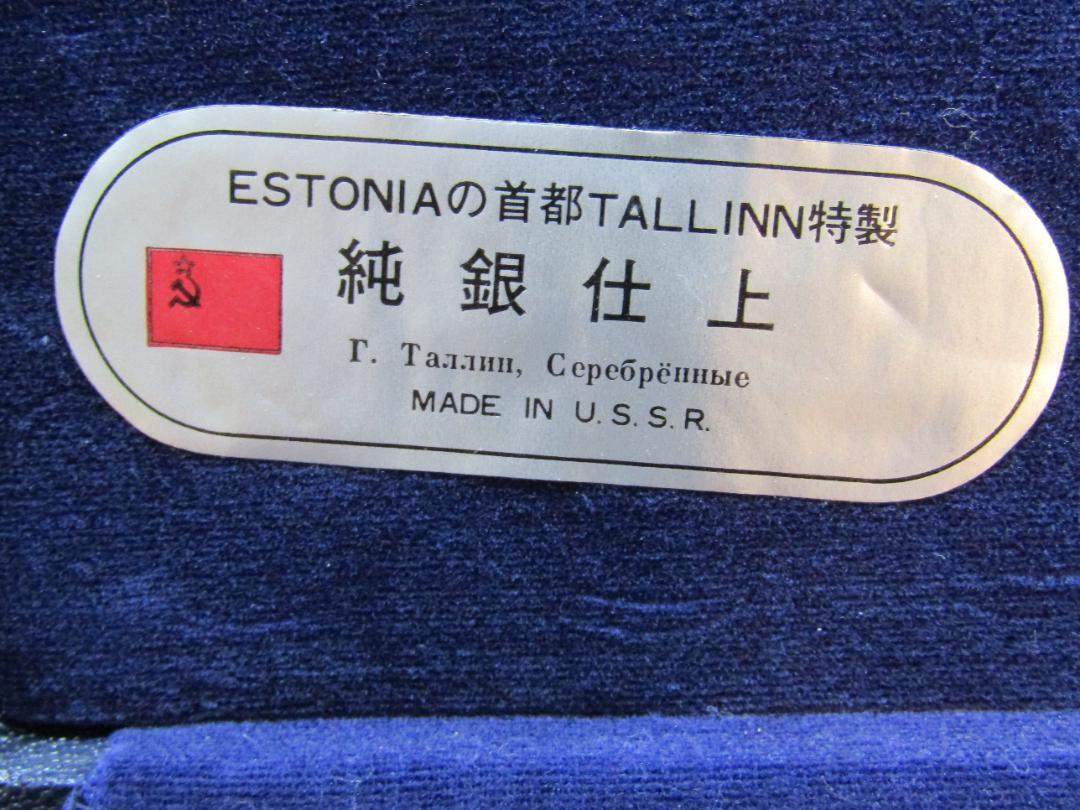 ESTONIAの首都TALLINN特製
純銀仕上
Г. Таллин, Серебрённые
MADE IN U.S.S.R.